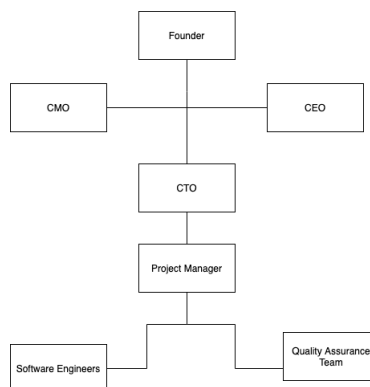 Founder
CMO
CEO
CTO
Project Manager
Software Engineers
Quality Assurance
Team